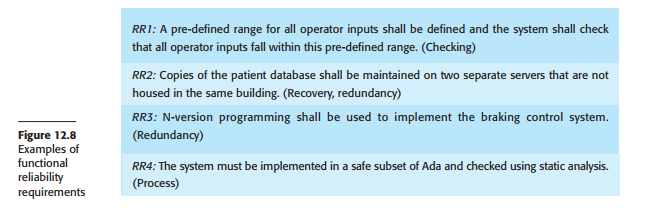 RR1: A pre-defined range for all operator inputs shall be defined and the system shall check
that all operator inputs fall within this pre-defined range. (Checking)
RR2: Copies of the patient database shall be maintained on two separate servers that are not
housed in the same building. (Recovery, redundancy)
RR3: N-version programming shall be used to implement the braking control system.
(Redundancy)
RR4: The system must be implemented in a safe subset of Ada and checked using static analysis.
(Process)
Figure 12.8
Examples of
functional
reliability
requirements